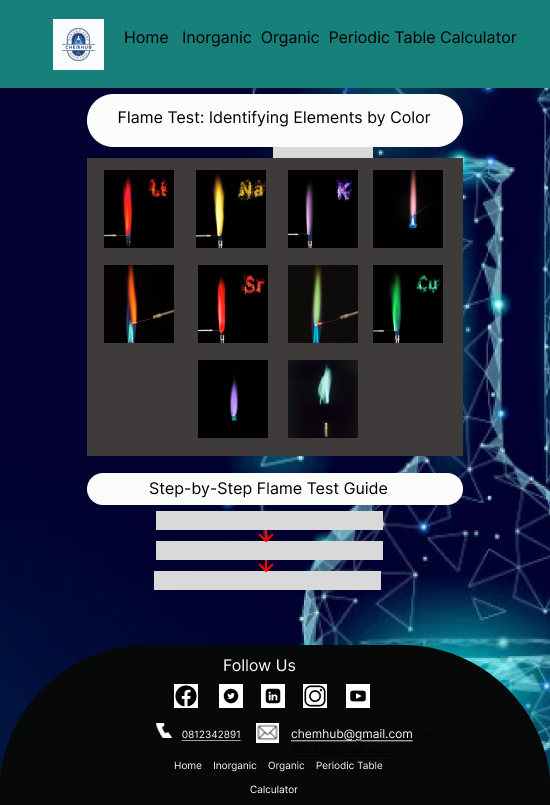 CHEMHUB
Home Inorganic Organic Periodic Table Calculator
Flame Test: Identifying Elements by Color
Li Na K
Sr Cu
Step-by-Step Flame Test Guide
Follow Us
0812342891 chemhub@gmail.com
Home Inorganic Organic Periodic Table
Calculator